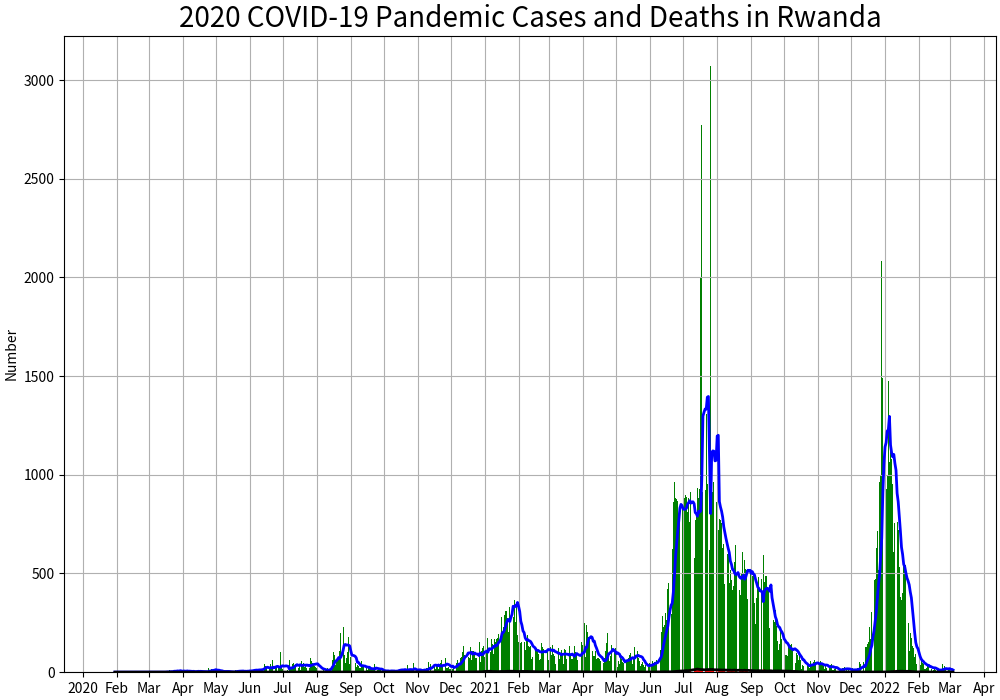 2020 COVID-19 Pandemic Cases and Deaths in Rwanda
3000
2500
2000
1500
1000
500
0
Number
2020 Feb Mar Apr May Jun Jul Aug Sep Oct Nov Dec 2021 Feb Mar Apr May Jun Jul Aug Sep Oct Nov Dec 2022 Feb Mar Apr